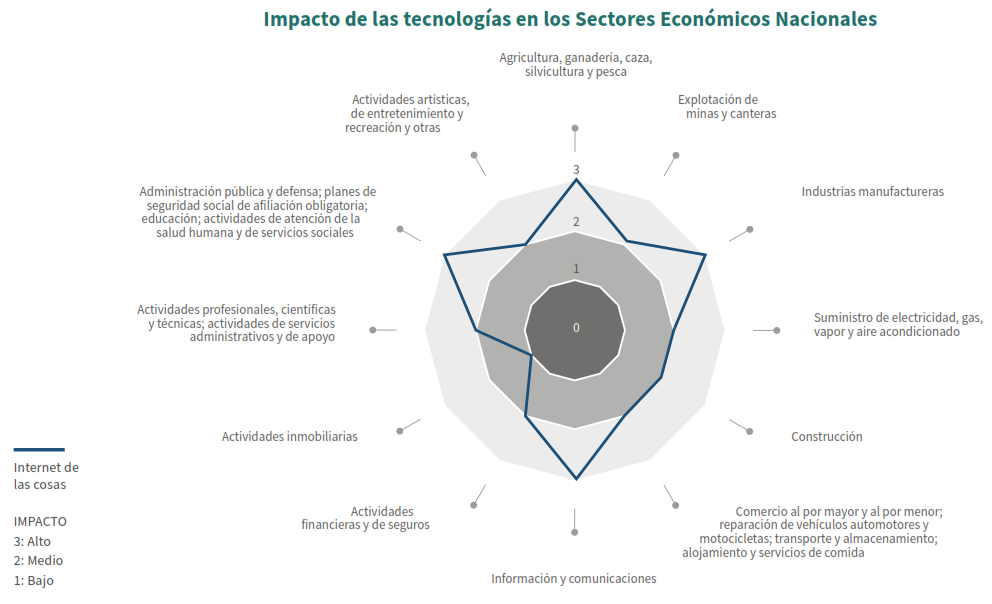 Impacto de las tecnologías en los Sectores Económicos Nacionales
Agricultura, ganadería, caza,
silvicultura y pesca
Explotación de
minas y canteras
Industrias manufactureras
Suministro de electricidad, gas,
vapor y aire acondicionado
Construcción
Comercio al por mayor y al por menor;
reparación de vehículos automotores y
motocicletas; transporte y almacenamiento;
alojamiento y servicios de comida
Información y comunicaciones
Actividades
financieras y de seguros
Actividades inmobiliarias
Actividades profesionales, científicas
y técnicas; actividades de servicios
administrativos y de apoyo
Administración pública y defensa; planes de
seguridad social de afiliación obligatoria;
educación; actividades de atención de la
salud humana y de servicios sociales
Actividades artísticas,
de entretenimiento y
recreación y otras
3
2
1
0
Internet de
las cosas
IMPACTO
3: Alto
2: Medio
1: Bajo